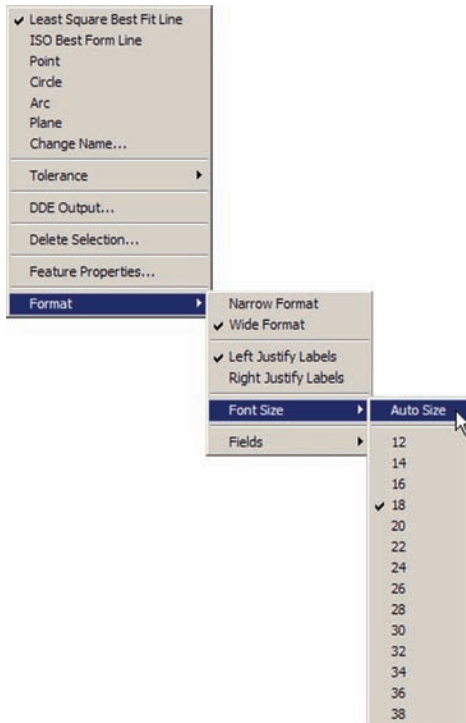 Least Square Best Fit Line
ISO Best Form Line
Point
Circle
Arc
Plane
Change Name...
Tolerance
DDE Output...
Delete Selection...
Feature Properties...
Format
Narrow Format
Wide Format
Left Justify Labels
Right Justify Labels
Font Size
Fields
Auto Size
12
14
16
18
20
22
24
26
28
30
32
34
36
38